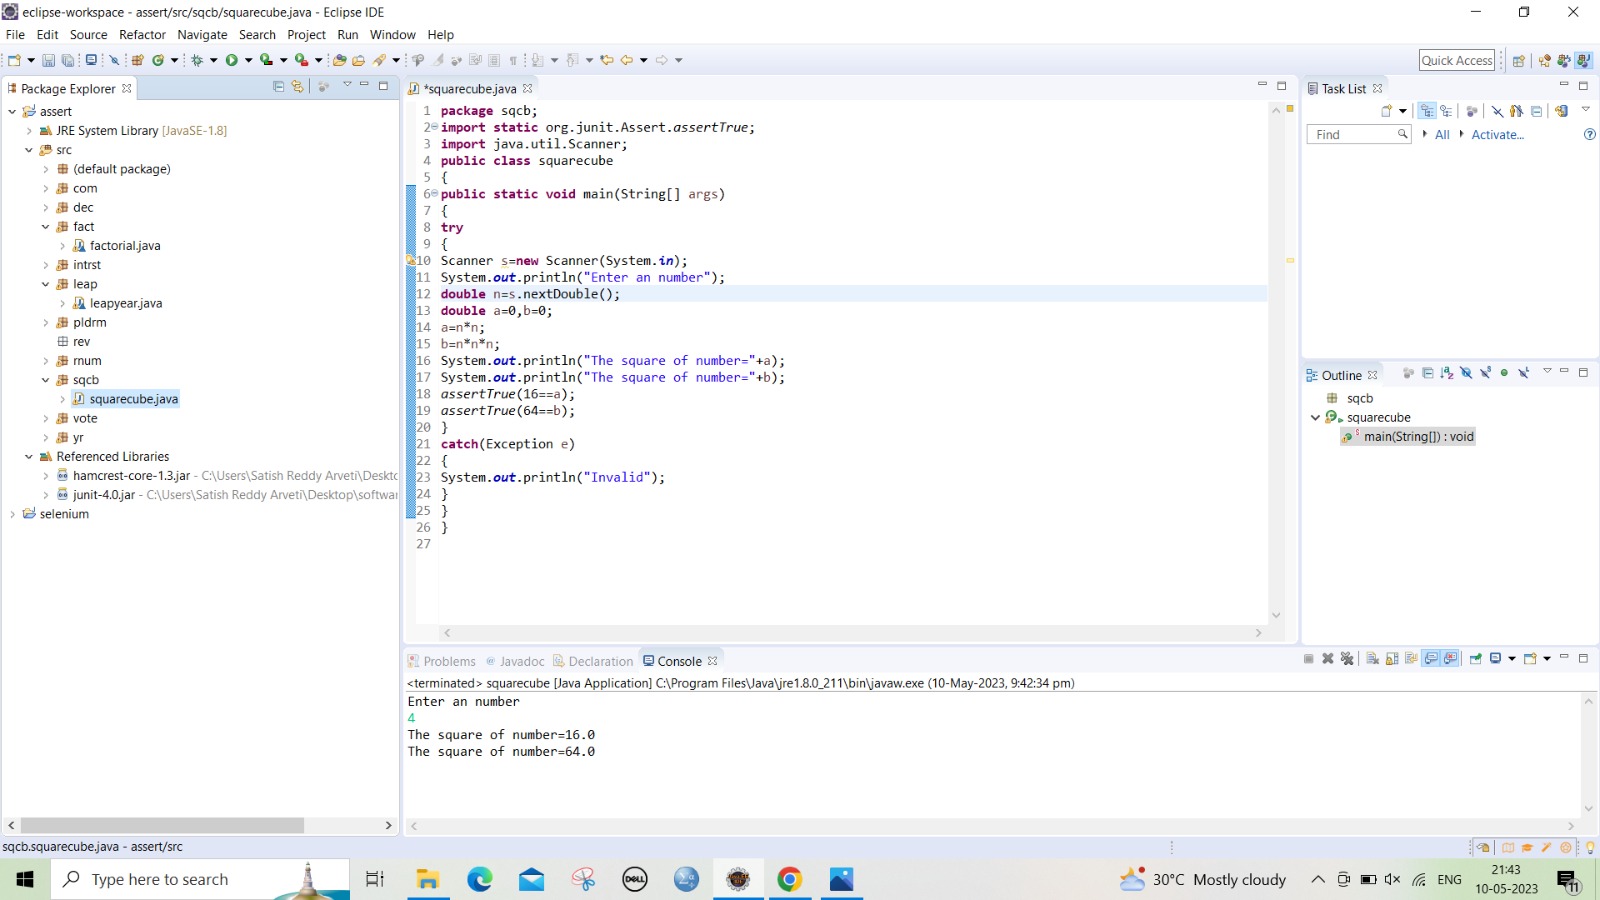 eclipse-workspace - assert/src/sqcb/squarecube.java - Eclipse IDE
File Edit Source Refactor Navigate Search Project Run Window Help
Quick Access
Package Explorer
assert
JRE System Library [JavaSE-1.8]
src
(default package)
com
dec
fact
factorial.java
intrst
leap
leapyear.java
pldrm
rev
rnum
sqcb
squarecube.java
vote
yr
Referenced Libraries
hamcrest-core-1.3.jar - C:\Users\Satish Reddy Arveti\Deskto
junit-4.0.jar - C:\Users\Satish Reddy Arveti\Desktop\softwar
selenium
*squarecube.java
1 package sqcb;
2 import static org.junit.Assert.assertTrue;
3 import java.util.Scanner;
4 public class squarecube
5 {
6 public static void main(String[] args)
7 {
8 try
9 {
10 Scanner s=new Scanner(System.in);
11 System.out.println("Enter an number");
12 double n=s.nextDouble();
13 double a=0,b=0;
14 a=n*n;
15 b=n*n*n;
16 System.out.println("The square of number="+a);
17 System.out.println("The square of number="+b);
18 assertTrue(16==a);
19 assertTrue(64==b);
20 }
21 catch(Exception e)
22 {
23 System.out.println("Invalid");
24 }
25 }
26 }
27
Task List
Find All Activate...
Outline
sqcb
squarecube
main(String[]) : void
Problems Javadoc Declaration Console
<terminated> squarecube [Java Application] C:\Program Files\Java\jre1.8.0_211\bin\javaw.exe (10-May-2023, 9:42:34 pm)
Enter an number
4
The square of number=16.0
The square of number=64.0
sqcb.squarecube.java - assert/src
Type here to search
DELL
30°C Mostly cloudy
ENG
21:43
10-05-2023
11